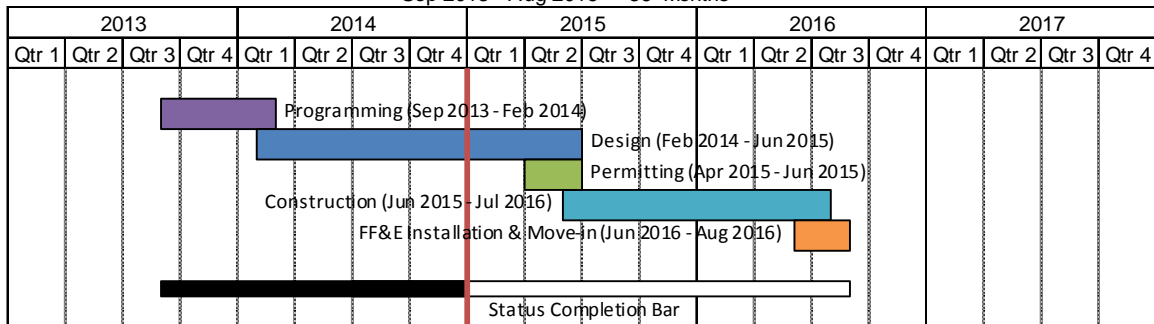 2013 2014 2015 2016 2017
Qtr 1 Qtr 2 Qtr 3 Qtr 4 Qtr 1 Qtr 2 Qtr 3 Qtr 4 Qtr 1 Qtr 2 Qtr 3 Qtr 4 Qtr 1 Qtr 2 Qtr 3 Qtr 4 Qtr 1 Qtr 2 Qtr 3 Qtr 4
Programming (Sep 2013 - Feb 2014)
Design (Feb 2014 - Jun 2015)
Permitting (Apr 2015 - Jun 2015)
Construction (Jun 2015 - Jul 2016)
FF&E Installation & Move-in (Jun 2016 - Aug 2016)
Status Completion Bar